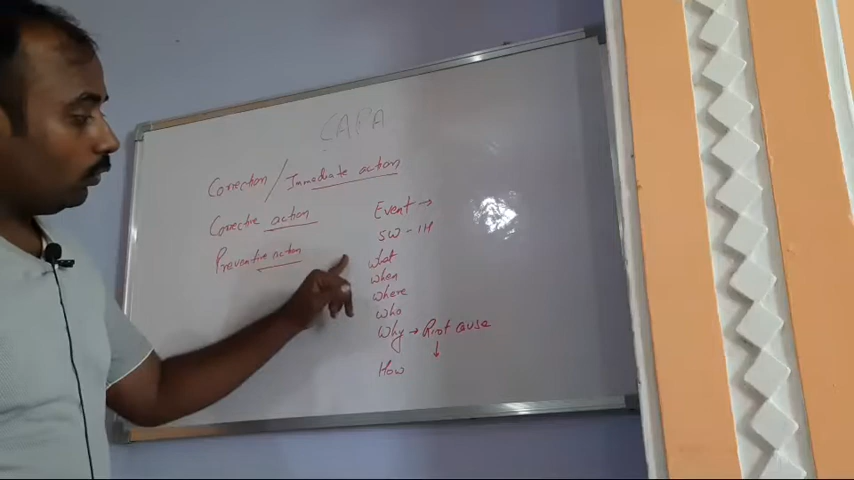 CAPA
Correction / Immediate action
Corrective action
Preventive action
Event →
5W - 1H
what
when
where
who
Why → Root cause
↓
How